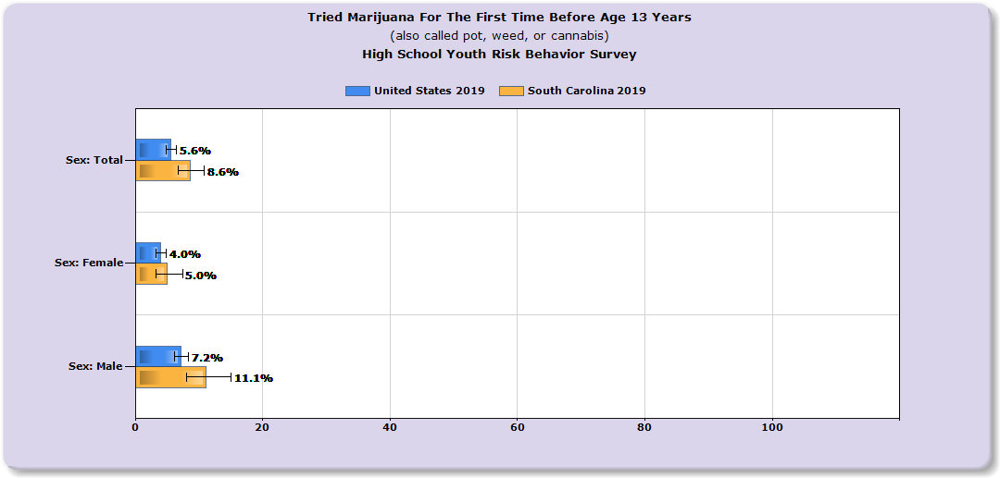 Tried Marijuana For The First Time Before Age 13 Years
(also called pot, weed, or cannabis)
High School Youth Risk Behavior Survey
United States 2019 South Carolina 2019
Sex: Total
5.6%
8.6%
Sex: Female
4.0%
5.0%
Sex: Male
7.2%
11.1%
0 20 40 60 80 100